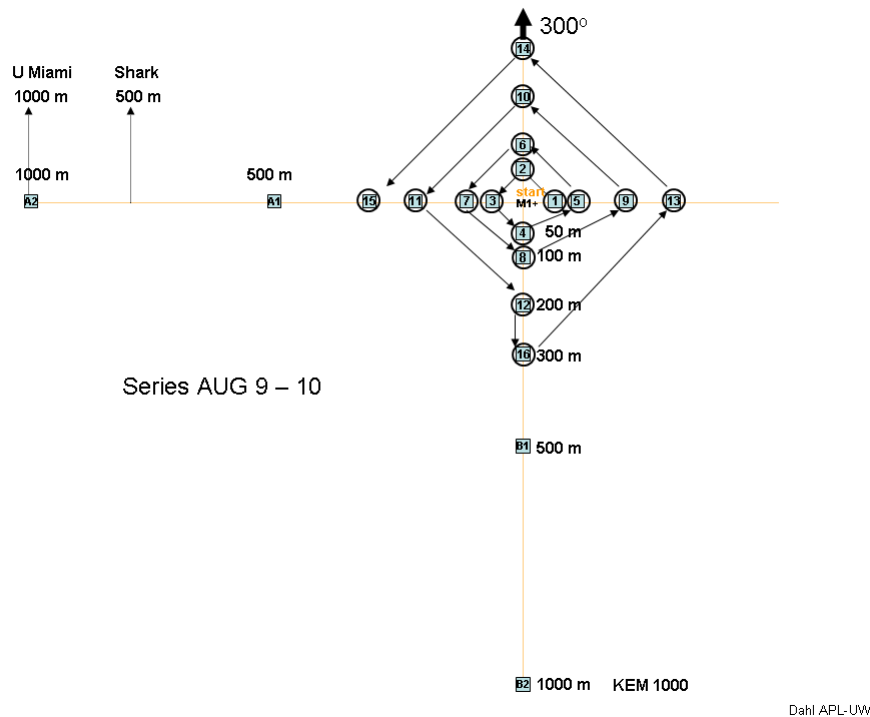 300º
14
U Miami Shark
1000 m 500 m
10
6
2
1000 m 500 m
start
A2 A1 15 11 7 3 M1+ 1 5 9 13
4 50 m
8 100 m
12 200 m
16 300 m
Series AUG 9 – 10
B1 500 m
B2 1000 m KEM 1000
Dahl APL-UW